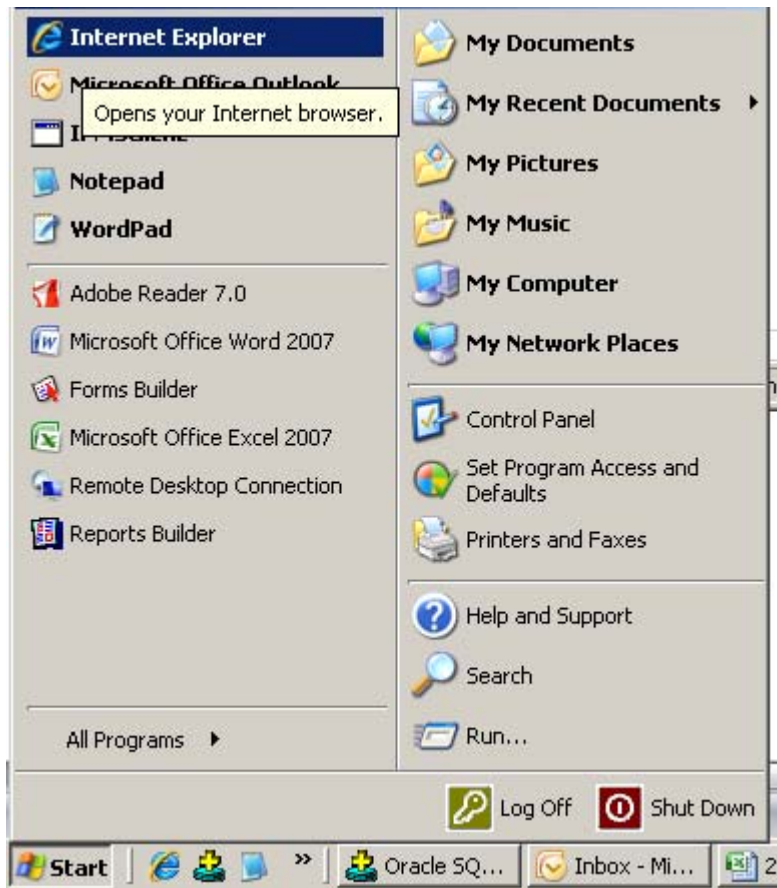 Internet Explorer
Microsoft Office Outlook
Opens your Internet browser.
Notepad
WordPad
Adobe Reader 7.0
Microsoft Office Word 2007
Forms Builder
Microsoft Office Excel 2007
Remote Desktop Connection
Reports Builder
All Programs
My Documents
My Recent Documents
My Pictures
My Music
My Computer
My Network Places
Control Panel
Set Program Access and
Defaults
Printers and Faxes
Help and Support
Search
Run...
Log Off
Shut Down
Start
»
Oracle SQ...
Inbox - Mi...
2